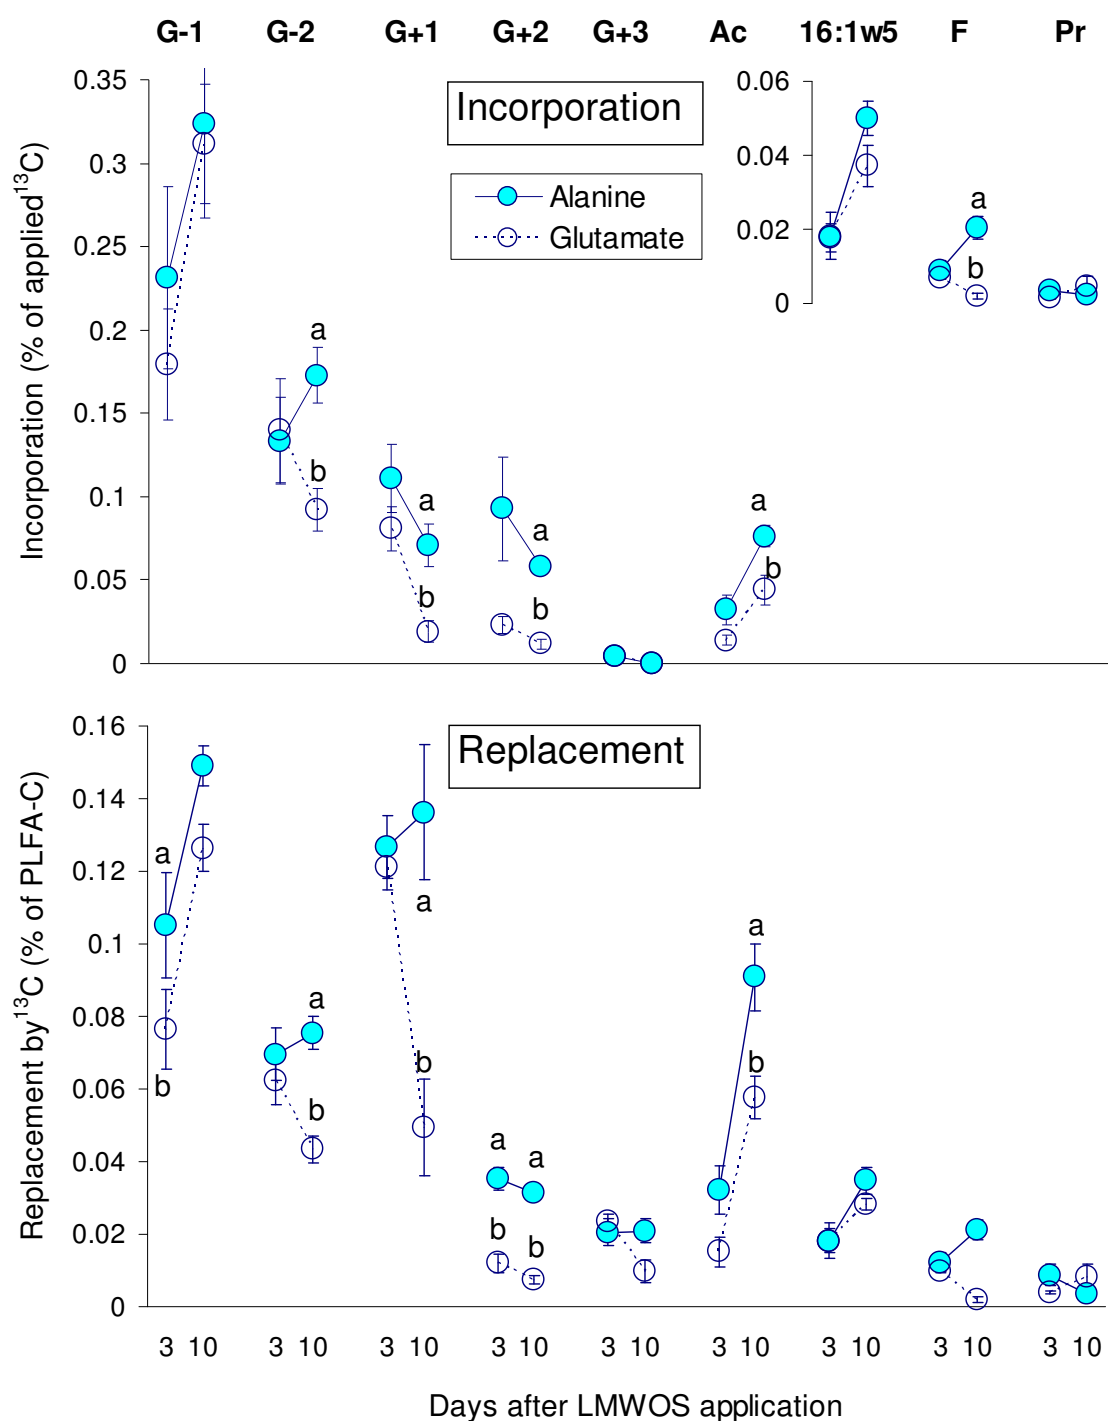 G-1 G-2 G+1 G+2 G+3 Ac 16:1w5 F Pr
Incorporation
Alanine
Glutamate
Incorporation (% of applied ¹³C)
0.35
0.3
0.25
0.2
0.15
0.1
0.05
0
0.06
0.04
0.02
0
a
b
a
b
a
b
a
b
a
b
Replacement
Replacement by ¹³C (% of PLFA-C)
0.16
0.14
0.12
0.1
0.08
0.06
0.04
0.02
0
a
b
a
b
a
b
a
a
b
b
a
b
3 10 3 10 3 10 3 10 3 10 3 10 3 10 3 10 3 10
Days after LMWOS application